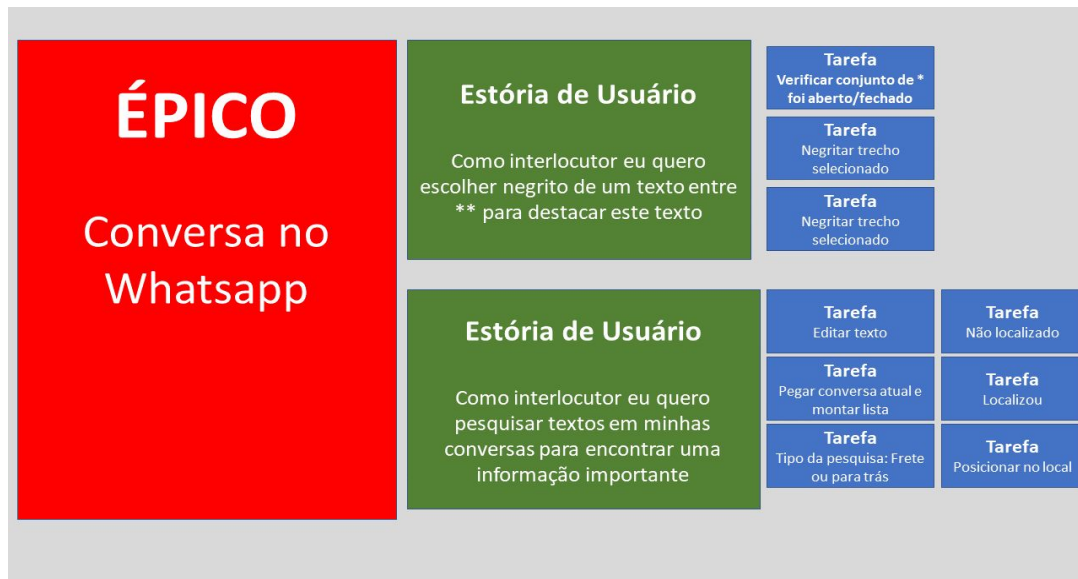 ÉPICO
Conversa no
Whatsapp
Estória de Usuário
Como interlocutor eu quero
escolher negrito de um texto entre
** para destacar este texto
Tarefa
Verificar conjunto de *
foi aberto/fechado
Tarefa
Negritar trecho
selecionado
Tarefa
Negritar trecho
selecionado
Estória de Usuário
Como interlocutor eu quero
pesquisar textos em minhas
conversas para encontrar uma
informação importante
Tarefa
Editar texto
Tarefa
Pegar conversa atual e
montar lista
Tarefa
Tipo da pesquisa: Frete
ou para trás
Tarefa
Não localizado
Tarefa
Localizou
Tarefa
Posicionar no local